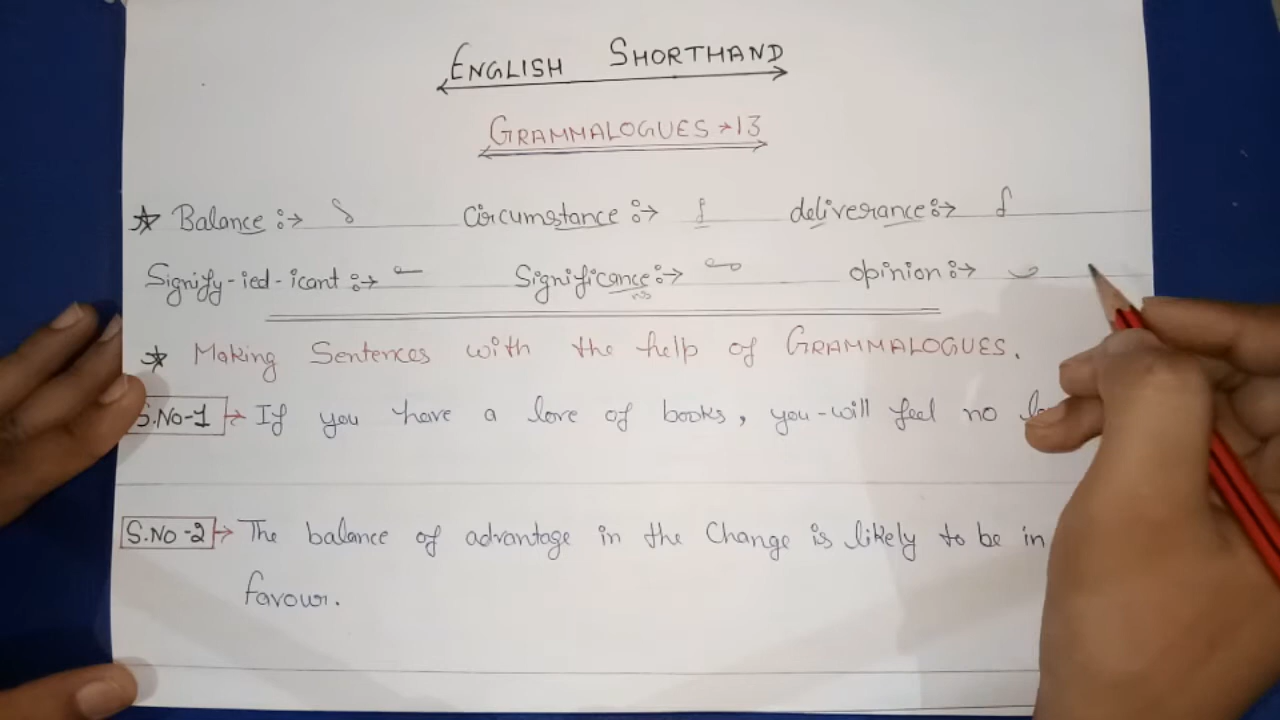 ENGLISH SHORTHAND
GRAMMALOGUES → 13
☆ Balance :→ circumstance :→ deliverance :→
Signify-ied-icant :→ Significance :→ opinion :→
ns
☆ Making Sentences with the help of GRAMMALOGUES.
S.NO-1 → If you have a love of books, you-will feel no
S.NO-2 → The balance of advantage in the Change is likely to be in
favour.